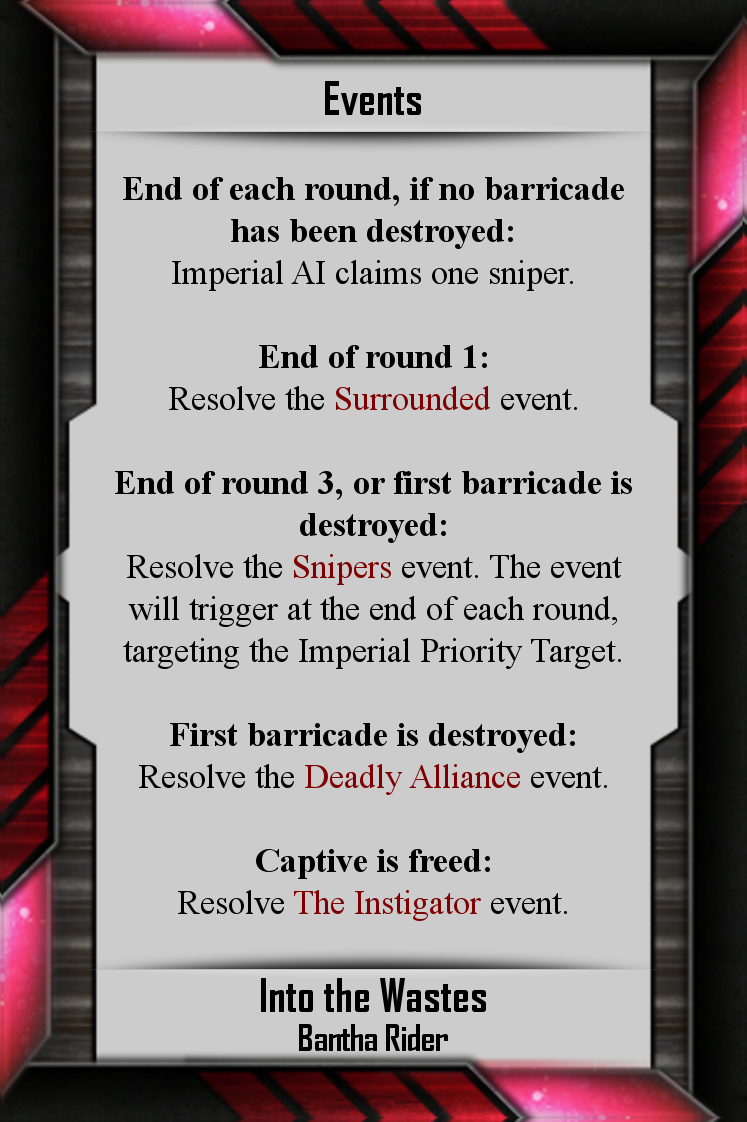 Events
End of each round, if no barricade
has been destroyed:
Imperial AI claims one sniper.
End of round 1:
Resolve the Surrounded event.
End of round 3, or first barricade is
destroyed:
Resolve the Snipers event. The event
will trigger at the end of each round,
targeting the Imperial Priority Target.
First barricade is destroyed:
Resolve the Deadly Alliance event.
Captive is freed:
Resolve The Instigator event.
Into the Wastes
Bantha Rider